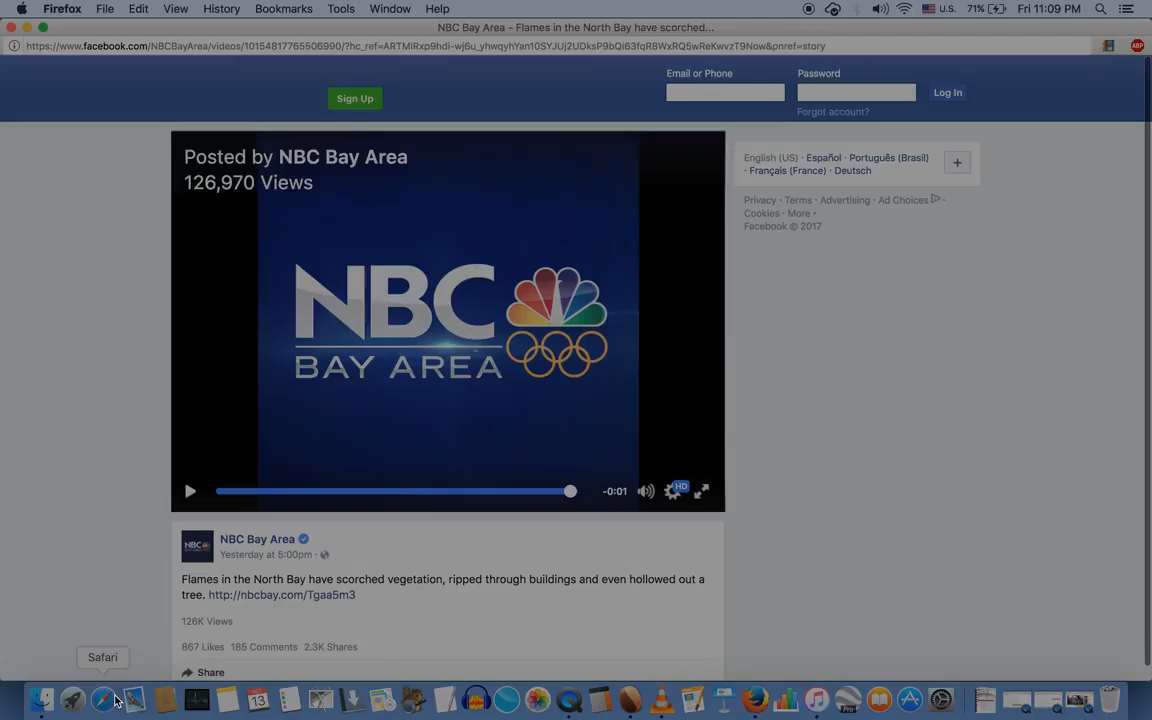 Firefox File Edit View History Bookmarks Tools Window Help U.S. 71% Fri 11:09 PM
NBC Bay Area - Flames in the North Bay have scorched...
https://www.facebook.com/NBCBayArea/videos/10154817765506990/?hc_ref=ARTMlRxp9hdi-wj6u_yhwqyhYan10SYJUj2UDksP9bQi63fqR8WxRQ5wReKwvzT9Now&pnref=story ABP
Email or Phone Password
Sign Up Log In
Forgot account?
Posted by NBC Bay Area
126,970 Views
English (US) · Español · Português (Brasil)
· Français (France) · Deutsch
+
Privacy · Terms · Advertising · Ad Choices ·
Cookies · More
Facebook © 2017
NBC
BAY AREA
-0:01 HD
NBC Bay Area
Yesterday at 5:00pm ·
Flames in the North Bay have scorched vegetation, ripped through buildings and even hollowed out a
tree. http://nbcbay.com/Tgaa5m3
126K Views
867 Likes 185 Comments 2.3K Shares
Share
Safari
13
Pro